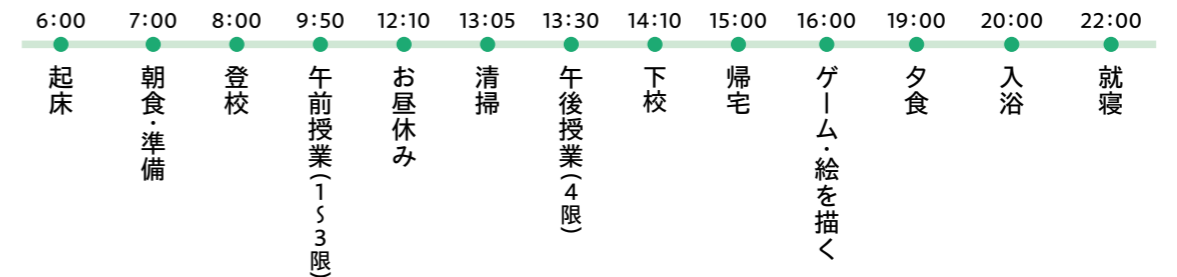 6:00 7:00 8:00 9:50 12:10 13:05 13:30 14:10 15:00 16:00 19:00 20:00 22:00
起床
朝食・準備
登校
午前授業(1〜3限)
お昼休み
清掃
午後授業(4限)
下校
帰宅
ゲーム・絵を描く
夕食
入浴
就寝